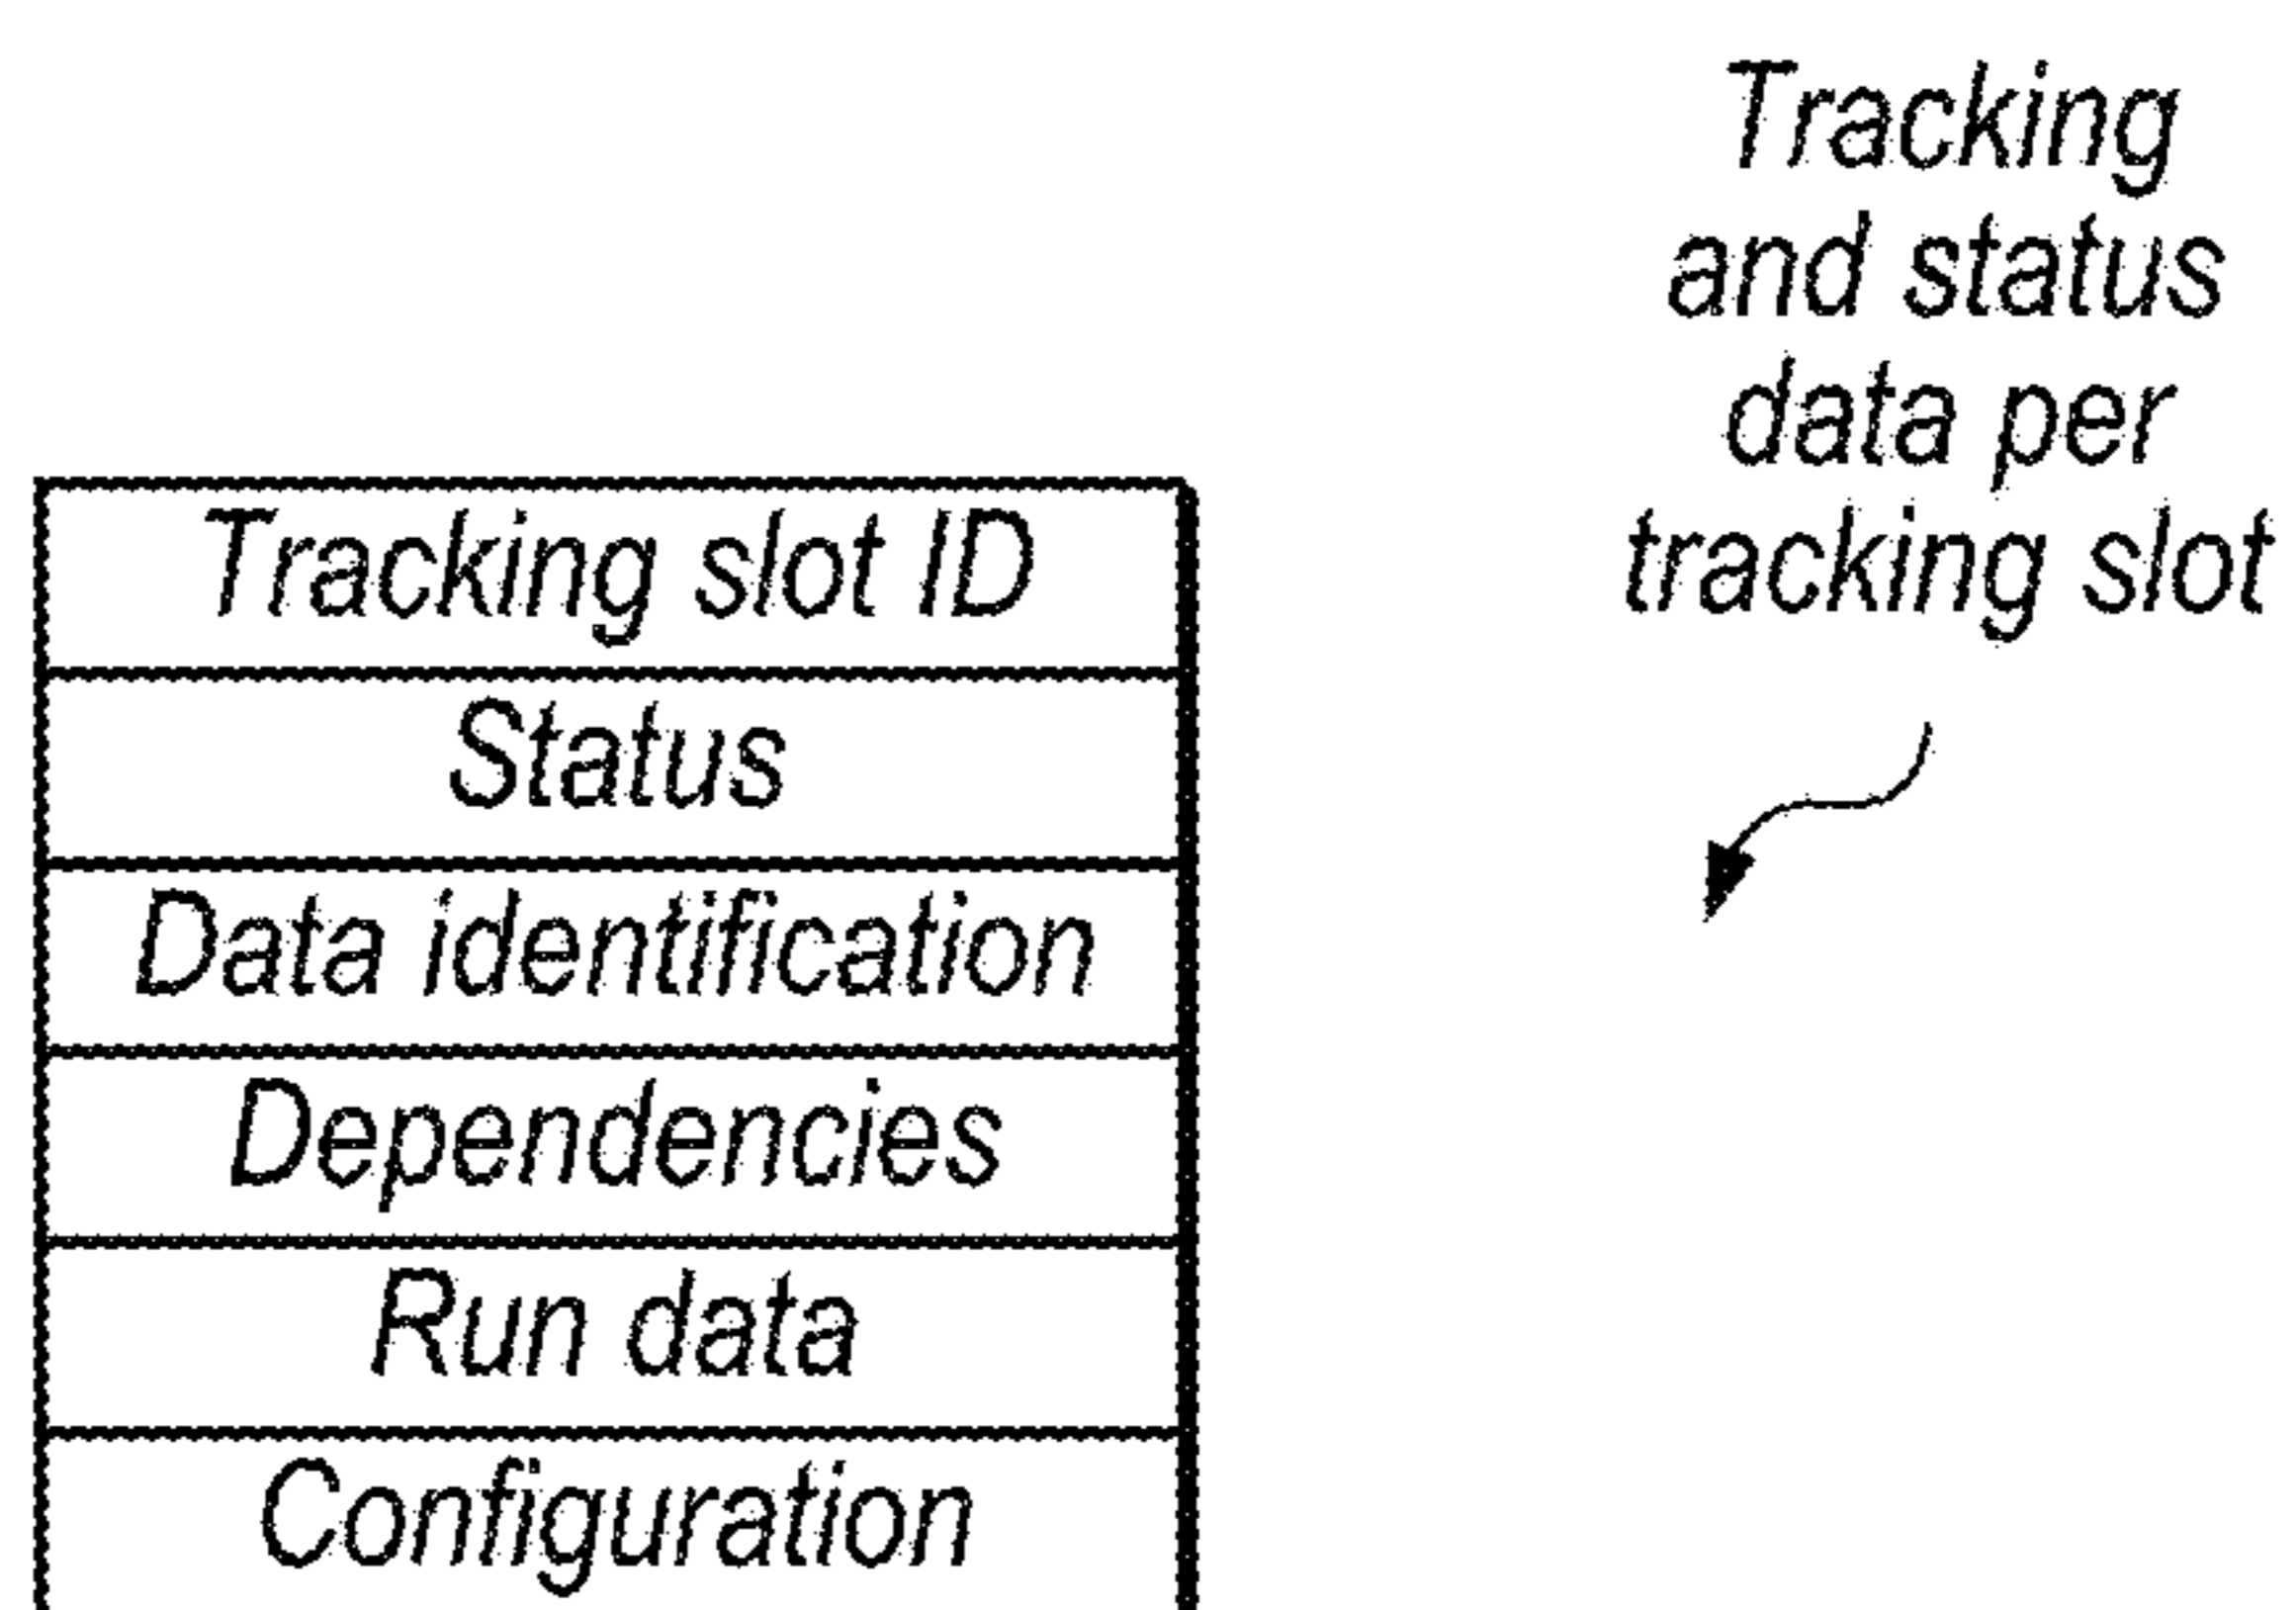 Tracking
and status
data per
tracking slot
Tracking slot ID
Status
Data identification
Dependencies
Run data
Configuration